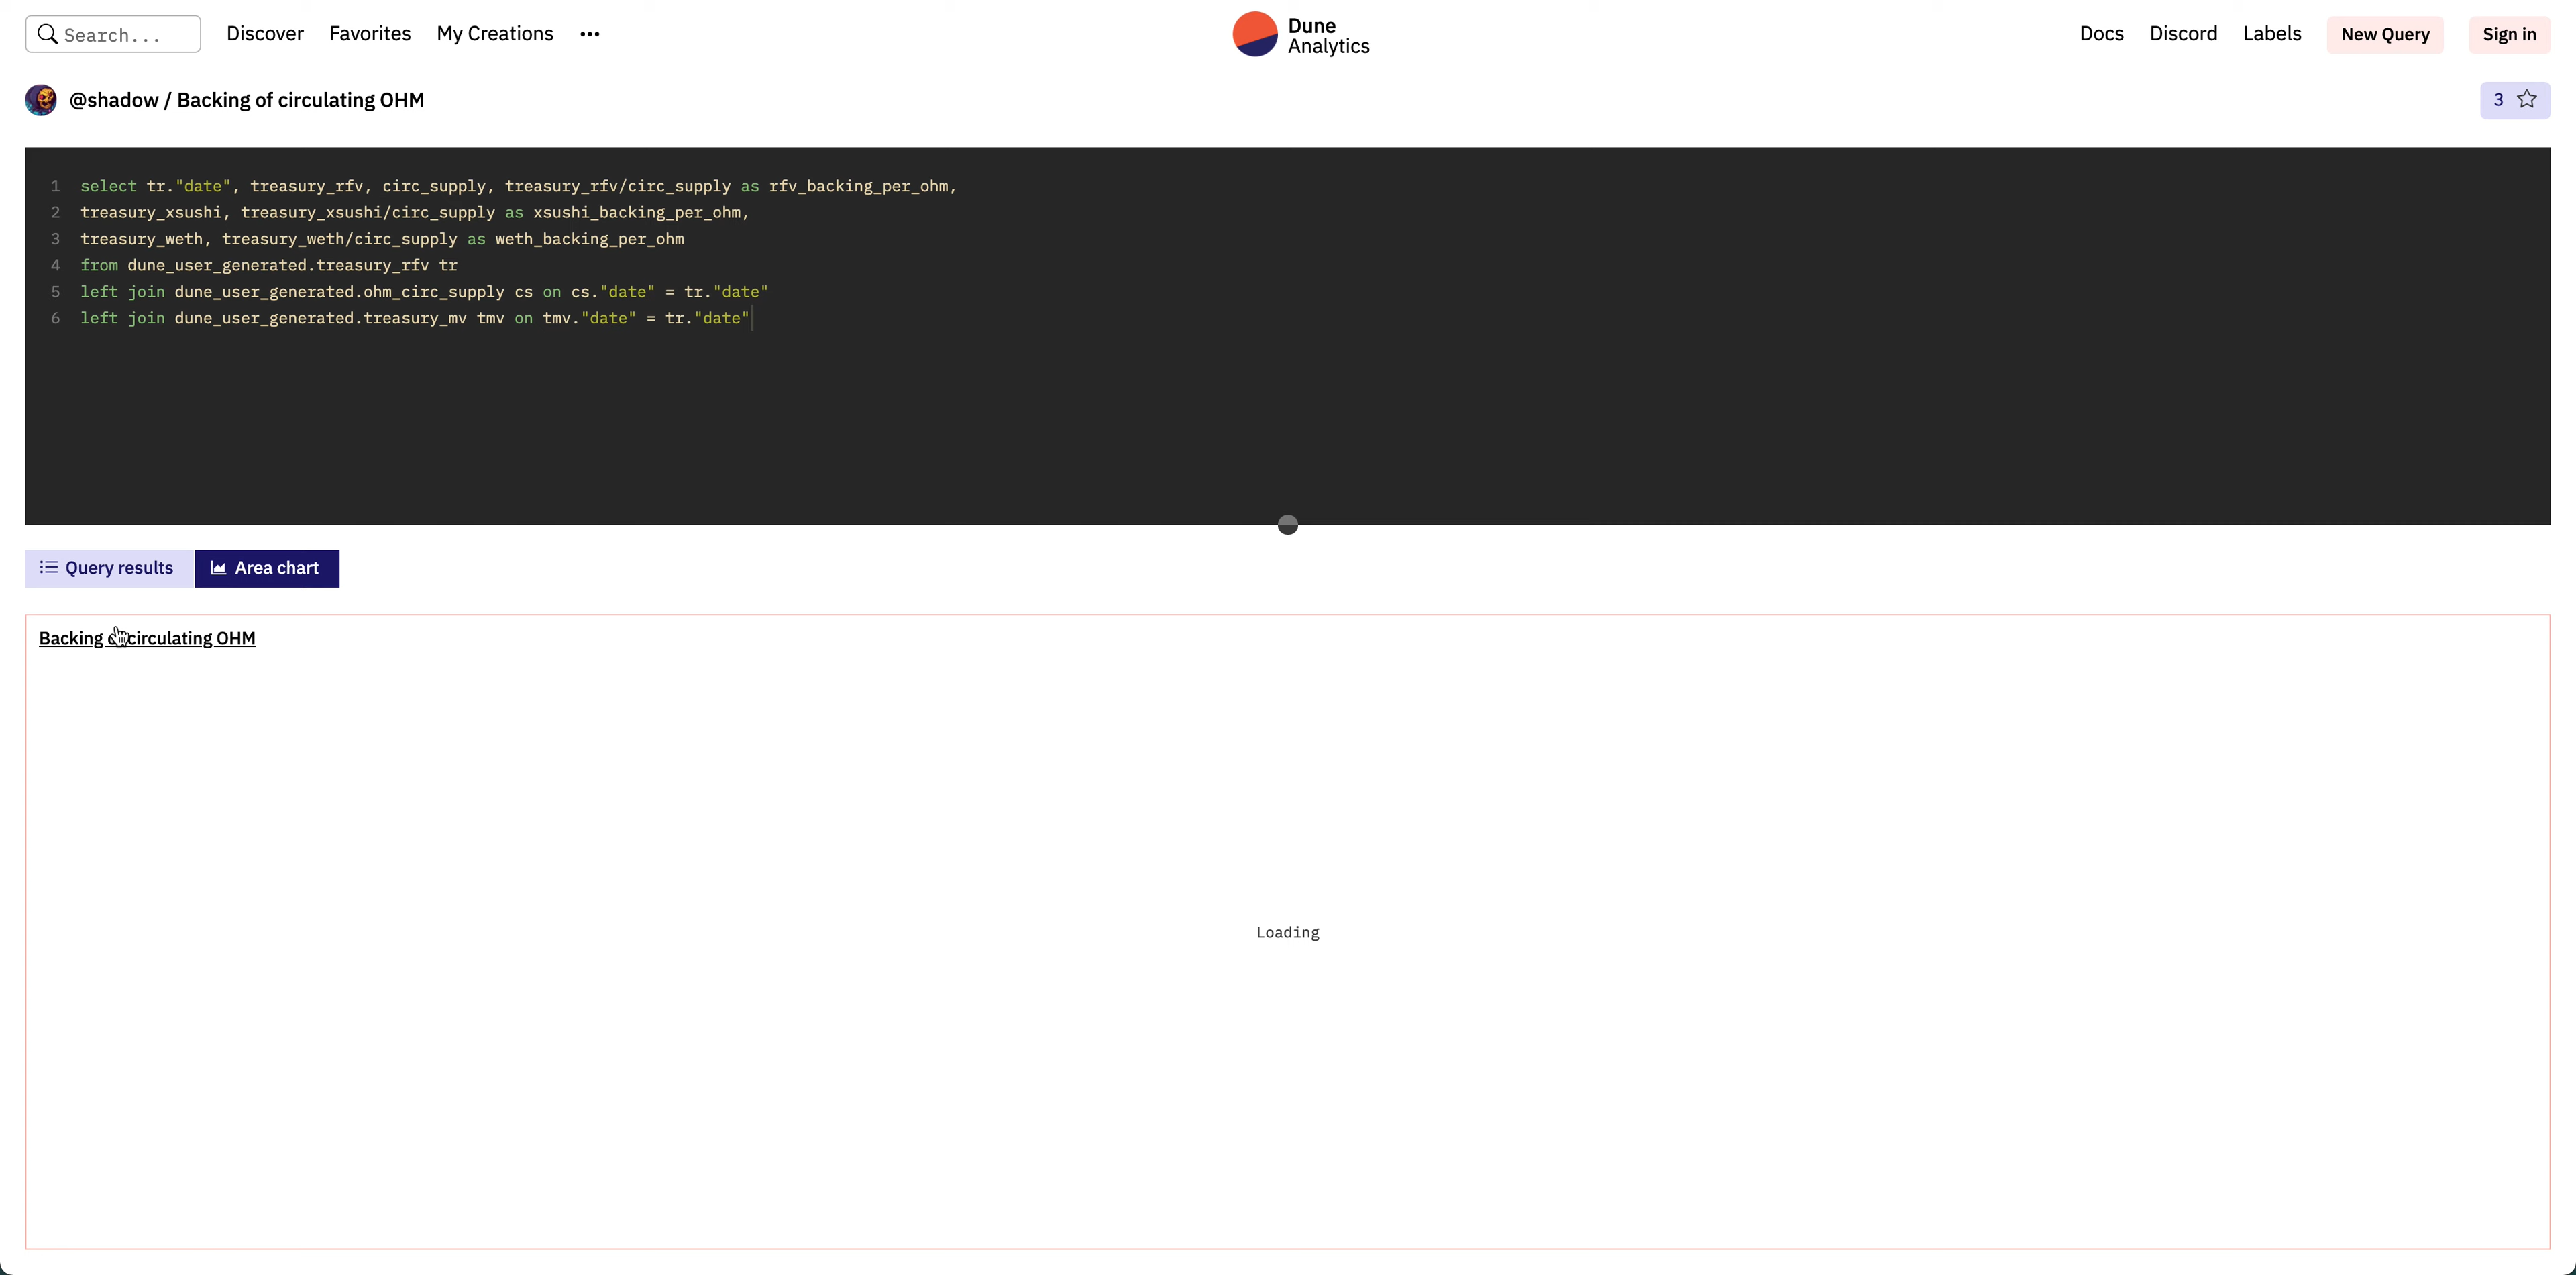 Search...
Discover
Favorites
My Creations
Dune
Analytics
Docs
Discord
Labels
New Query
Sign in
@shadow / Backing of circulating OHM
3
1 select tr."date", treasury_rfv, circ_supply, treasury_rfv/circ_supply as rfv_backing_per_ohm,
2 treasury_xsushi, treasury_xsushi/circ_supply as xsushi_backing_per_ohm,
3 treasury_weth, treasury_weth/circ_supply as weth_backing_per_ohm
4 from dune_user_generated.treasury_rfv tr
5 left join dune_user_generated.ohm_circ_supply cs on cs."date" = tr."date"
6 left join dune_user_generated.treasury_mv tmv on tmv."date" = tr."date"
Query results
Area chart
Backing circulating OHM
Loading